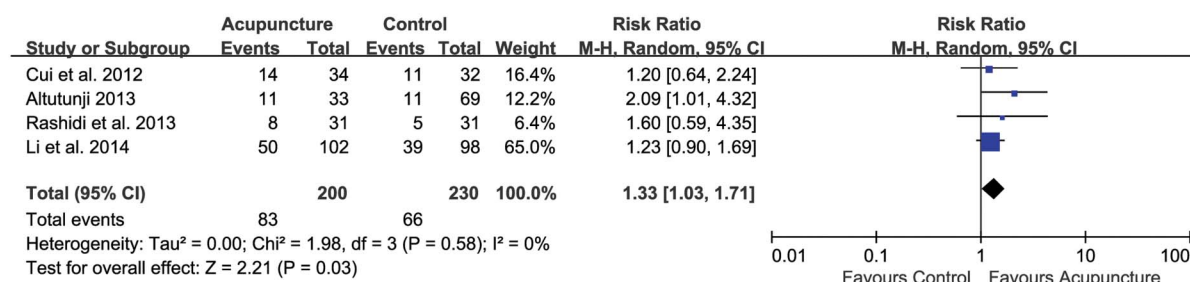 Acupuncture Control Risk Ratio Risk Ratio
Study or Subgroup Events Total Events Total Weight M-H, Random, 95% CI M-H, Random, 95% CI
Cui et al. 2012 14 34 11 32 16.4% 1.20 [0.64, 2.24]
Altutunji 2013 11 33 11 69 12.2% 2.09 [1.01, 4.32]
Rashidi et al. 2013 8 31 5 31 6.4% 1.60 [0.59, 4.35]
Li et al. 2014 50 102 39 98 65.0% 1.23 [0.90, 1.69]
Total (95% CI) 200 230 100.0% 1.33 [1.03, 1.71]
Total events 83 66
Heterogeneity: Tau² = 0.00; Chi² = 1.98, df = 3 (P = 0.58); I² = 0%
Test for overall effect: Z = 2.21 (P = 0.03)
0.01 0.1 1 10 100
Favours Control Favours Acupuncture